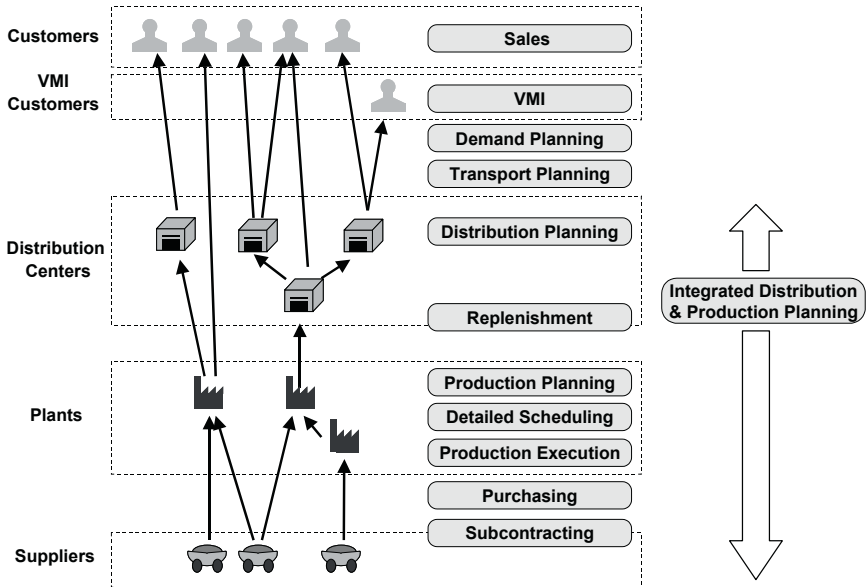 Customers
Sales
VMI
Customers
VMI
Demand Planning
Transport Planning
Distribution
Centers
Distribution Planning
Replenishment
Integrated Distribution
& Production Planning
Plants
Production Planning
Detailed Scheduling
Production Execution
Purchasing
Subcontracting
Suppliers